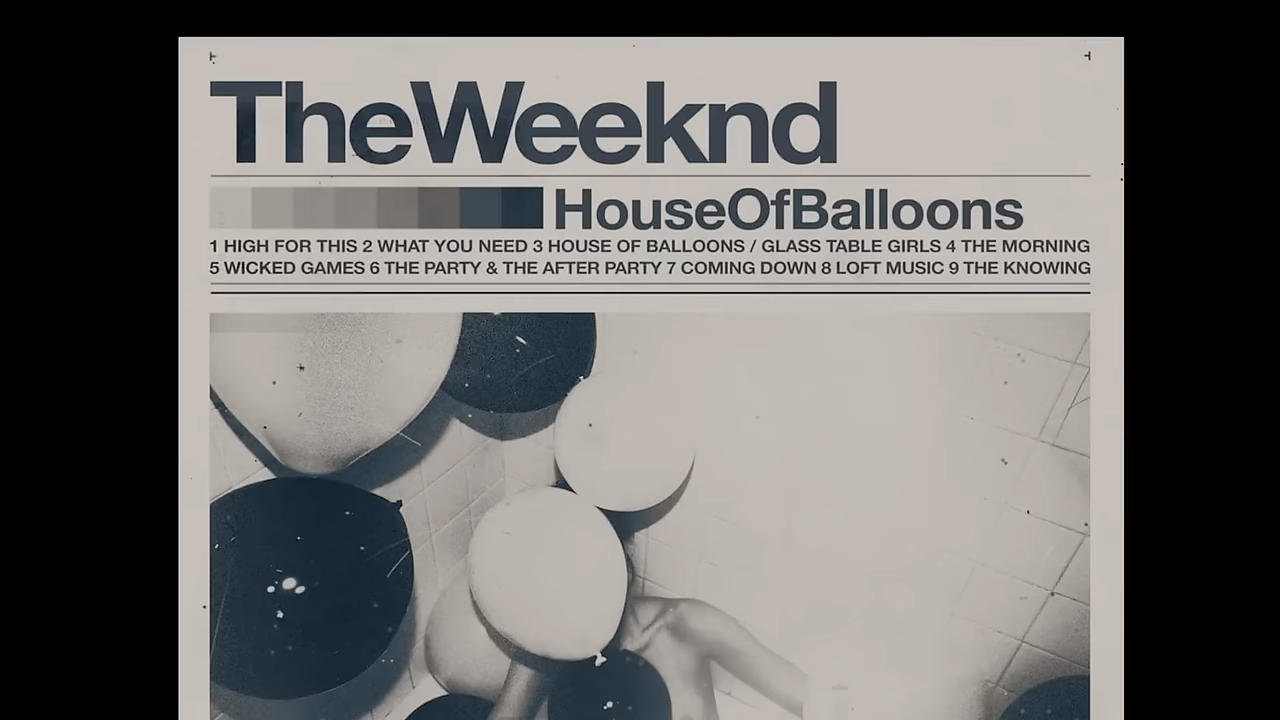 TheWeeknd
HouseOfBalloons
1 HIGH FOR THIS 2 WHAT YOU NEED 3 HOUSE OF BALLOONS / GLASS TABLE GIRLS 4 THE MORNING
5 WICKED GAMES 6 THE PARTY & THE AFTER PARTY 7 COMING DOWN 8 LOFT MUSIC 9 THE KNOWING